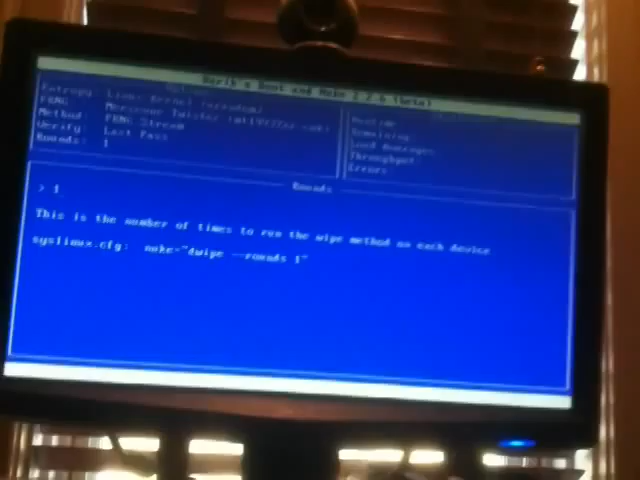 Darik's Boot and Nuke 2.2.6 (beta)
Options
Entropy: Linux Kernel (urandom)
PRNG: Mersenne Twister (mt19937ar-cok)
Method: PRNG Stream
Verify: Last Pass
Rounds: 1
Statistics
Runtime:
Remaining:
Load Averages:
Throughput:
Errors:
Rounds
> 1
This is the number of times to run the wipe method on each device
syslinux.cfg: nuke="dwipe --rounds 1"